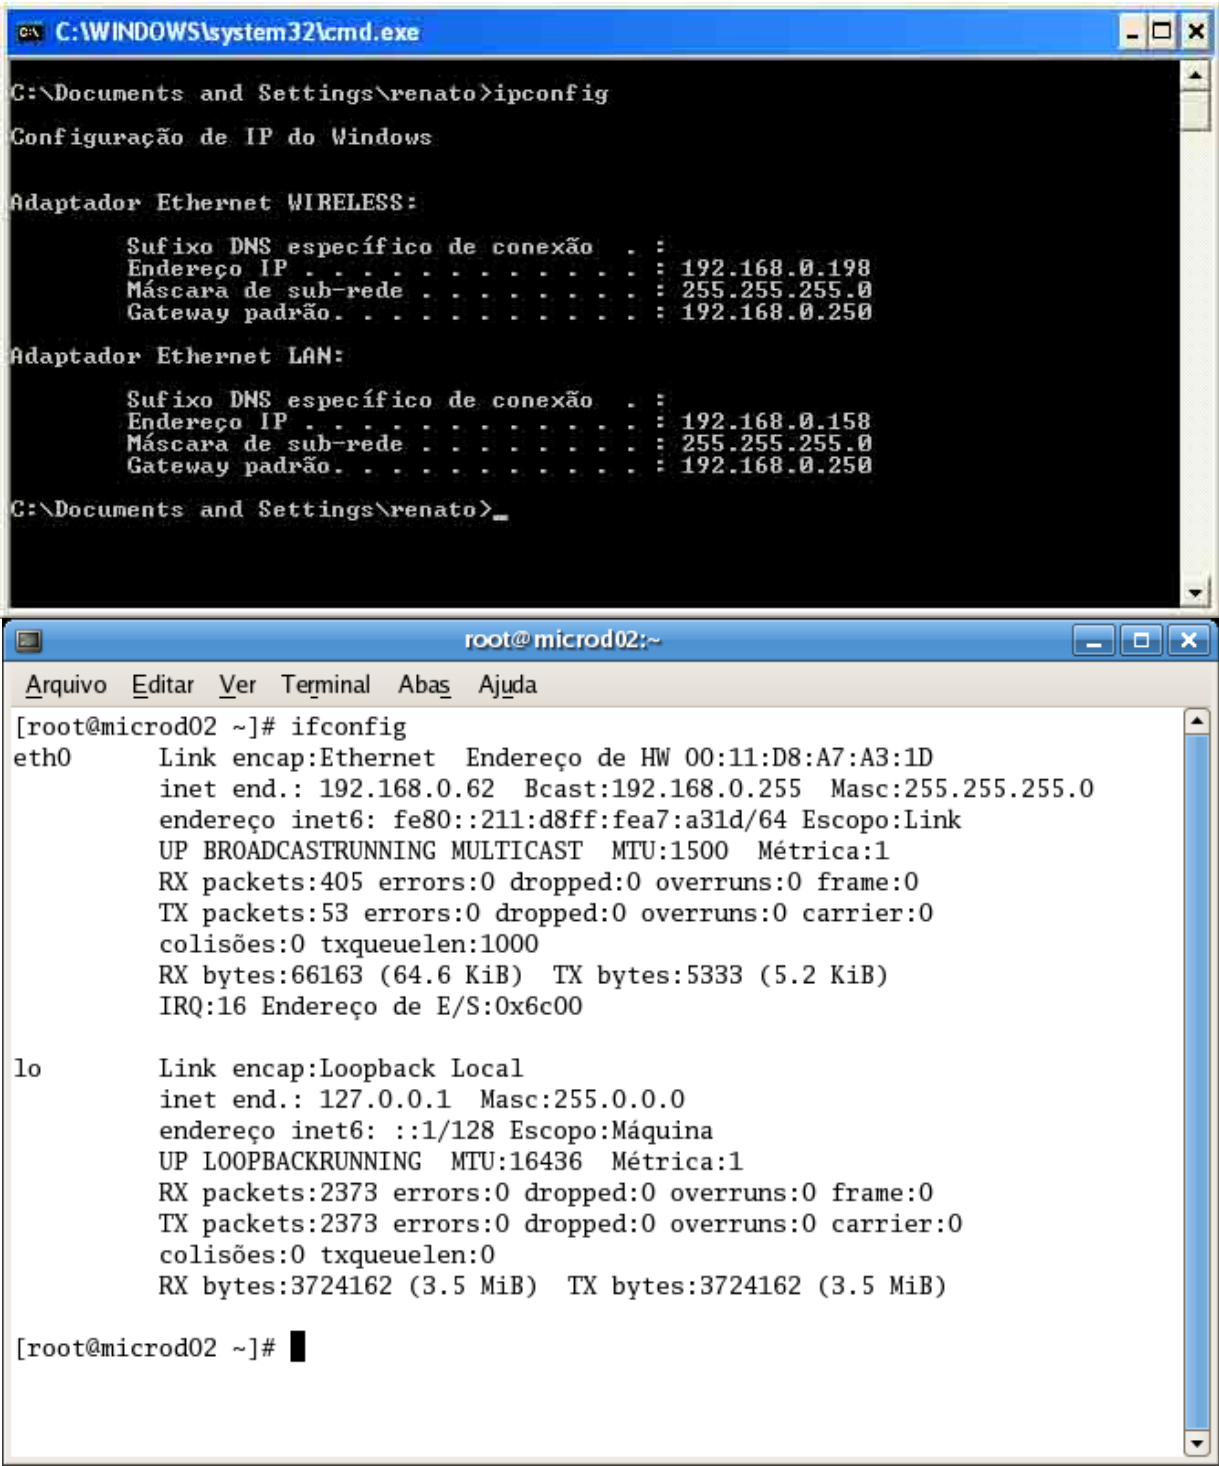 C:\WINDOWS\system32\cmd.exe
C:\Documents and Settings\renato>ipconfig
Configuração de IP do Windows
Adaptador Ethernet WIRELESS:
Sufixo DNS específico de conexão . :
Endereço IP . . . . . . . . . . . . : 192.168.0.198
Máscara de sub-rede . . . . . . . . : 255.255.255.0
Gateway padrão. . . . . . . . . . . : 192.168.0.250
Adaptador Ethernet LAN:
Sufixo DNS específico de conexão . :
Endereço IP . . . . . . . . . . . . : 192.168.0.158
Máscara de sub-rede . . . . . . . . : 255.255.255.0
Gateway padrão. . . . . . . . . . . : 192.168.0.250
C:\Documents and Settings\renato>_
root@microd02:~
Arquivo Editar Ver Terminal Abas Ajuda
[root@microd02 ~]# ifconfig
eth0 Link encap:Ethernet Endereço de HW 00:11:D8:A7:A3:1D
inet end.: 192.168.0.62 Bcast:192.168.0.255 Masc:255.255.255.0
endereço inet6: fe80::211:d8ff:fea7:a31d/64 Escopo:Link
UP BROADCASTRUNNING MULTICAST MTU:1500 Métrica:1
RX packets:405 errors:0 dropped:0 overruns:0 frame:0
TX packets:53 errors:0 dropped:0 overruns:0 carrier:0
colisões:0 txqueuelen:1000
RX bytes:66163 (64.6 KiB) TX bytes:5333 (5.2 KiB)
IRQ:16 Endereço de E/S:0x6c00
lo Link encap:Loopback Local
inet end.: 127.0.0.1 Masc:255.0.0.0
endereço inet6: ::1/128 Escopo:Máquina
UP LOOPBACKRUNNING MTU:16436 Métrica:1
RX packets:2373 errors:0 dropped:0 overruns:0 frame:0
TX packets:2373 errors:0 dropped:0 overruns:0 carrier:0
colisões:0 txqueuelen:0
RX bytes:3724162 (3.5 MiB) TX bytes:3724162 (3.5 MiB)
[root@microd02 ~]#